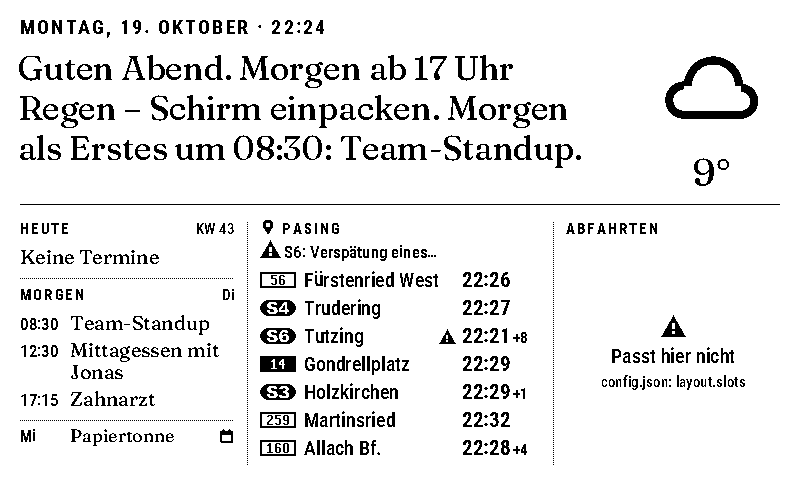 MONTAG, 19. OKTOBER · 22:24
Guten Abend. Morgen ab 17 Uhr
Regen – Schirm einpacken. Morgen
als Erstes um 08:30: Team-Standup.
9°
HEUTE KW 43
Keine Termine
MORGEN Di
08:30 Team-Standup
12:30 Mittagessen mit
Jonas
17:15 Zahnarzt
Mi Papiertonne
PASING
S6: Verspätung eines…
56 Fürstenried West 22:26
S4 Trudering 22:27
S6 Tutzing 22:21 +8
14 Gondrellplatz 22:29
S3 Holzkirchen 22:29 +1
259 Martinsried 22:32
160 Allach Bf. 22:28 +4
ABFAHRTEN
Passt hier nicht
config.json: layout.slots